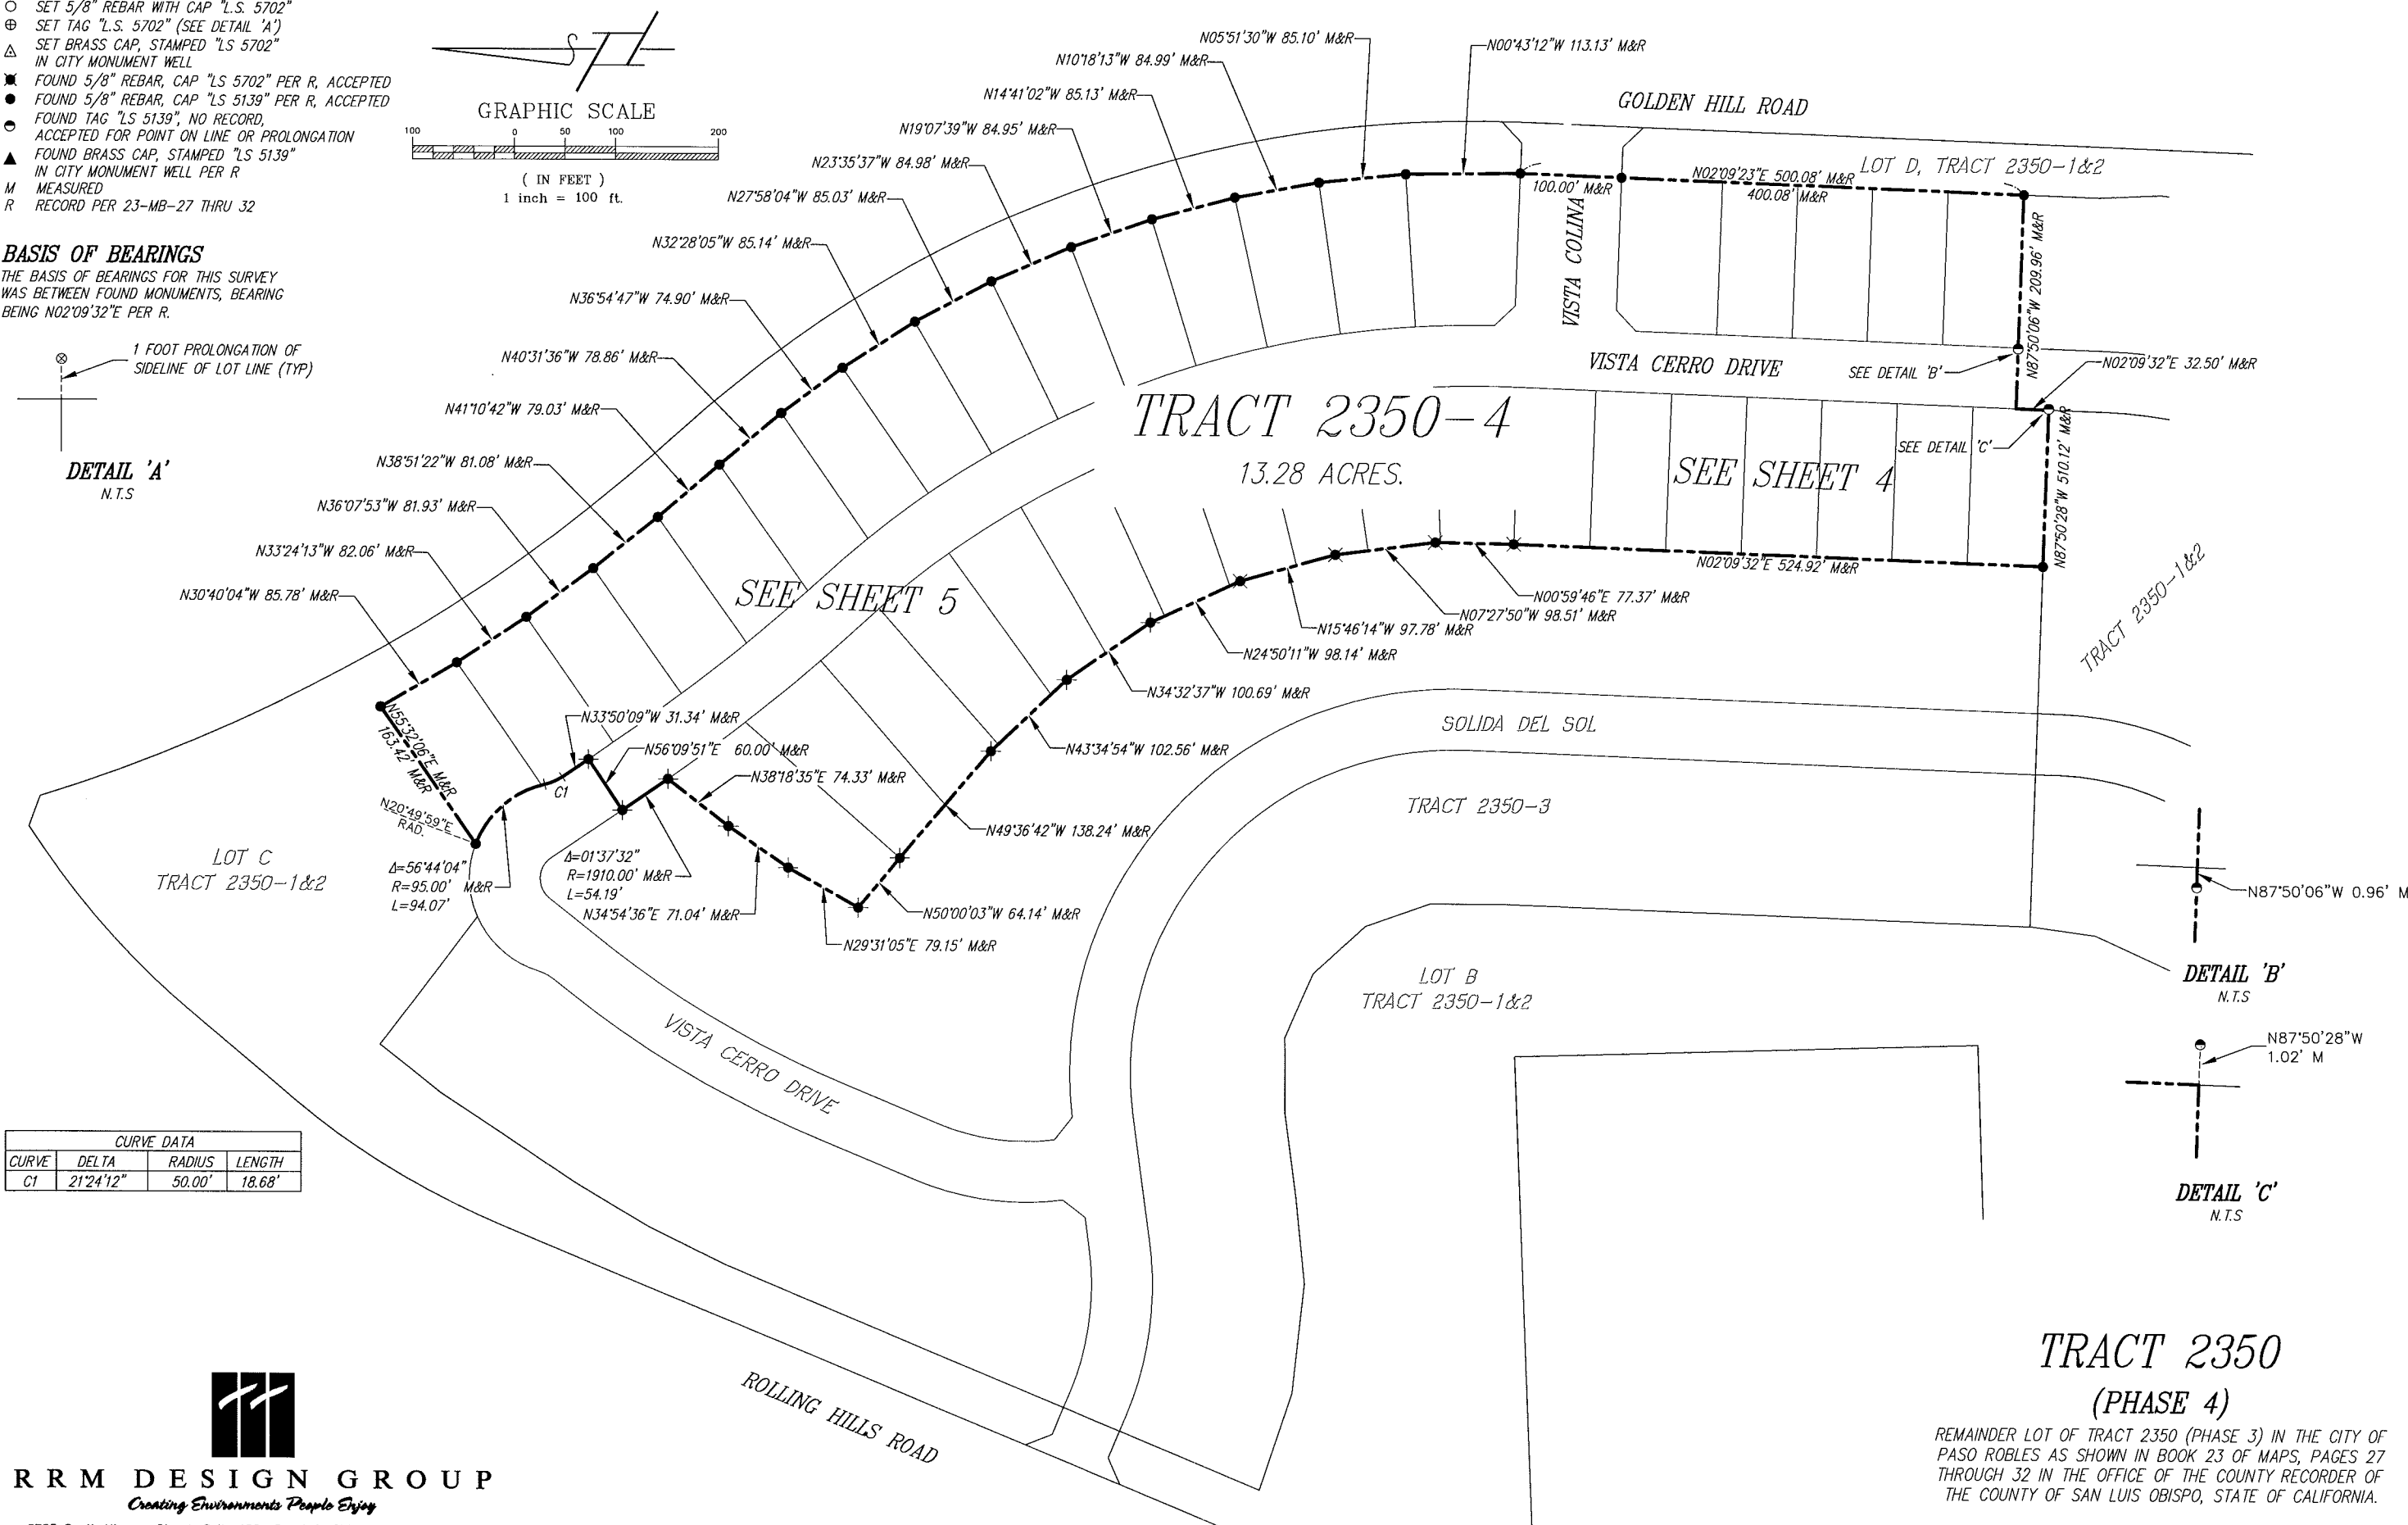 SET 5/8" REBAR WITH CAP "L.S. 5702"
SET TAG "L.S. 5702" (SEE DETAIL 'A')
SET BRASS CAP, STAMPED "LS 5702"
IN CITY MONUMENT WELL
FOUND 5/8" REBAR, CAP "LS 5702" PER R, ACCEPTED
FOUND 5/8" REBAR, CAP "LS 5139" PER R, ACCEPTED
FOUND TAG "LS 5139", NO RECORD,
ACCEPTED FOR POINT ON LINE OR PROLONGATION
FOUND BRASS CAP, STAMPED "LS 5139"
IN CITY MONUMENT WELL PER R
M MEASURED
R RECORD PER 23-MB-27 THRU 32
BASIS OF BEARINGS
THE BASIS OF BEARINGS FOR THIS SURVEY
WAS BETWEEN FOUND MONUMENTS, BEARING
BEING N02°09'32"E PER R.
1 FOOT PROLONGATION OF
SIDELINE OF LOT LINE (TYP)
DETAIL 'A'
N.T.S
GRAPHIC SCALE
100 0 50 100 200
( IN FEET )
1 inch = 100 ft.
N05°51'30"W 85.10' M&R
N00°43'12"W 113.13' M&R
N10°18'13"W 84.99' M&R
N14°41'02"W 85.13' M&R
N19°07'39"W 84.95' M&R
N23°35'37"W 84.98' M&R
N27°58'04"W 85.03' M&R
N32°28'05"W 85.14' M&R
N36°54'47"W 74.90' M&R
N40°31'36"W 78.86' M&R
N41°10'42"W 79.03' M&R
N38°51'22"W 81.08' M&R
N36°07'53"W 81.93' M&R
N33°24'13"W 82.06' M&R
N30°40'04"W 85.78' M&R
GOLDEN HILL ROAD
LOT D, TRACT 2350-1&2
N02°09'23"E 500.08' M&R
100.00' M&R
400.08' M&R
VISTA COLINA
N87°50'06"W 209.96' M&R
VISTA CERRO DRIVE
SEE DETAIL 'B'
N02°09'32"E 32.50' M&R
TRACT 2350-4
13.28 ACRES.
SEE DETAIL 'C'
SEE SHEET 4
N87°50'28"W 510.12' M&R
N02°09'32"E 524.92' M&R
SEE SHEET 5
N00°59'46"E 77.37' M&R
N07°27'50"W 98.51' M&R
N15°46'14"W 97.78' M&R
N24°50'11"W 98.14' M&R
N34°32'37"W 100.69' M&R
N43°34'54"W 102.56' M&R
TRACT 2350-1&2
N55°32'06"E M&R
163.42' M&R
N33°50'09"W 31.34' M&R
N56°09'51"E 60.00' M&R
N38°18'35"E 74.33' M&R
C1
N20°49'59"E
RAD.
N49°36'42"W 138.24' M&R
SOLIDA DEL SOL
TRACT 2350-3
LOT C
TRACT 2350-1&2
Δ=56°44'04"
R=95.00' M&R
L=94.07'
Δ=01°37'32"
R=1910.00' M&R
L=54.19'
N34°54'36"E 71.04' M&R
N50°00'03"W 64.14' M&R
N29°31'05"E 79.15' M&R
N87°50'06"W 0.96' M
DETAIL 'B'
N.T.S
LOT B
TRACT 2350-1&2
VISTA CERRO DRIVE
N87°50'28"W
1.02' M
DETAIL 'C'
N.T.S
CURVE DATA
CURVE DELTA RADIUS LENGTH
C1 21°24'12" 50.00' 18.68'
ROLLING HILLS ROAD
RRM DESIGN GROUP
Creating Environments People Enjoy
TRACT 2350
(PHASE 4)
REMAINDER LOT OF TRACT 2350 (PHASE 3) IN THE CITY OF
PASO ROBLES AS SHOWN IN BOOK 23 OF MAPS, PAGES 27
THROUGH 32 IN THE OFFICE OF THE COUNTY RECORDER OF
THE COUNTY OF SAN LUIS OBISPO, STATE OF CALIFORNIA.